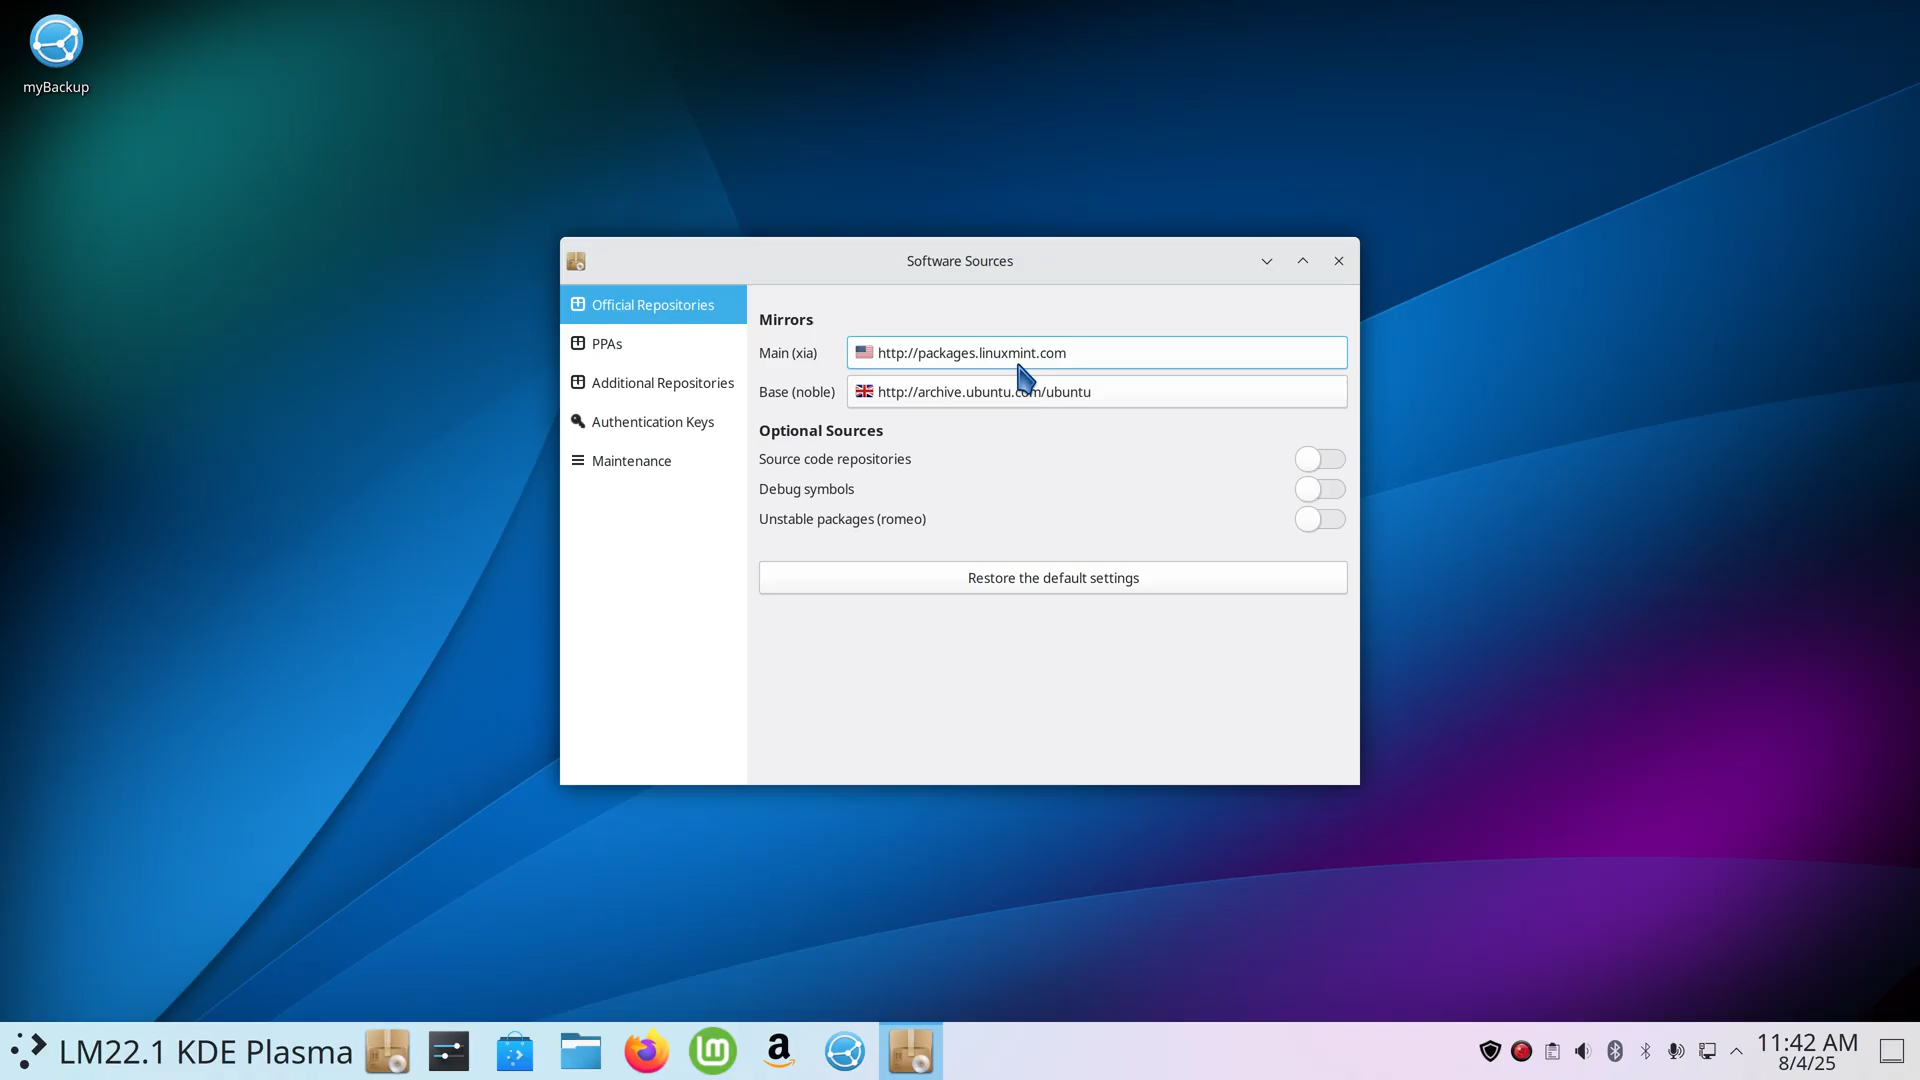 myBackup
Software Sources
Official Repositories
PPAs
Additional Repositories
Authentication Keys
Maintenance
Mirrors
Main (xia) http://packages.linuxmint.com
Base (noble) http://archive.ubuntu.com/ubuntu
Optional Sources
Source code repositories
Debug symbols
Unstable packages (romeo)
Restore the default settings
LM22.1 KDE Plasma
11:42 AM
8/4/25